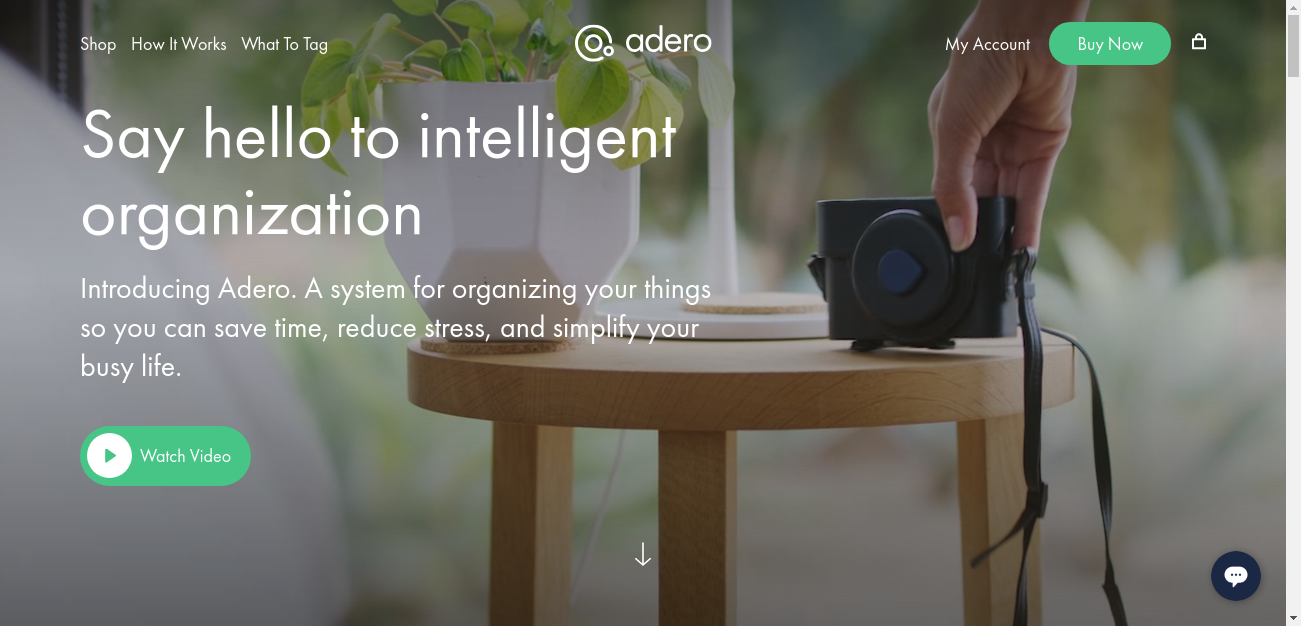 Shop How It Works What To Tag adero My Account Buy Now
Say hello to intelligent
organization
Introducing Adero. A system for organizing your things
so you can save time, reduce stress, and simplify your
busy life.
Watch Video